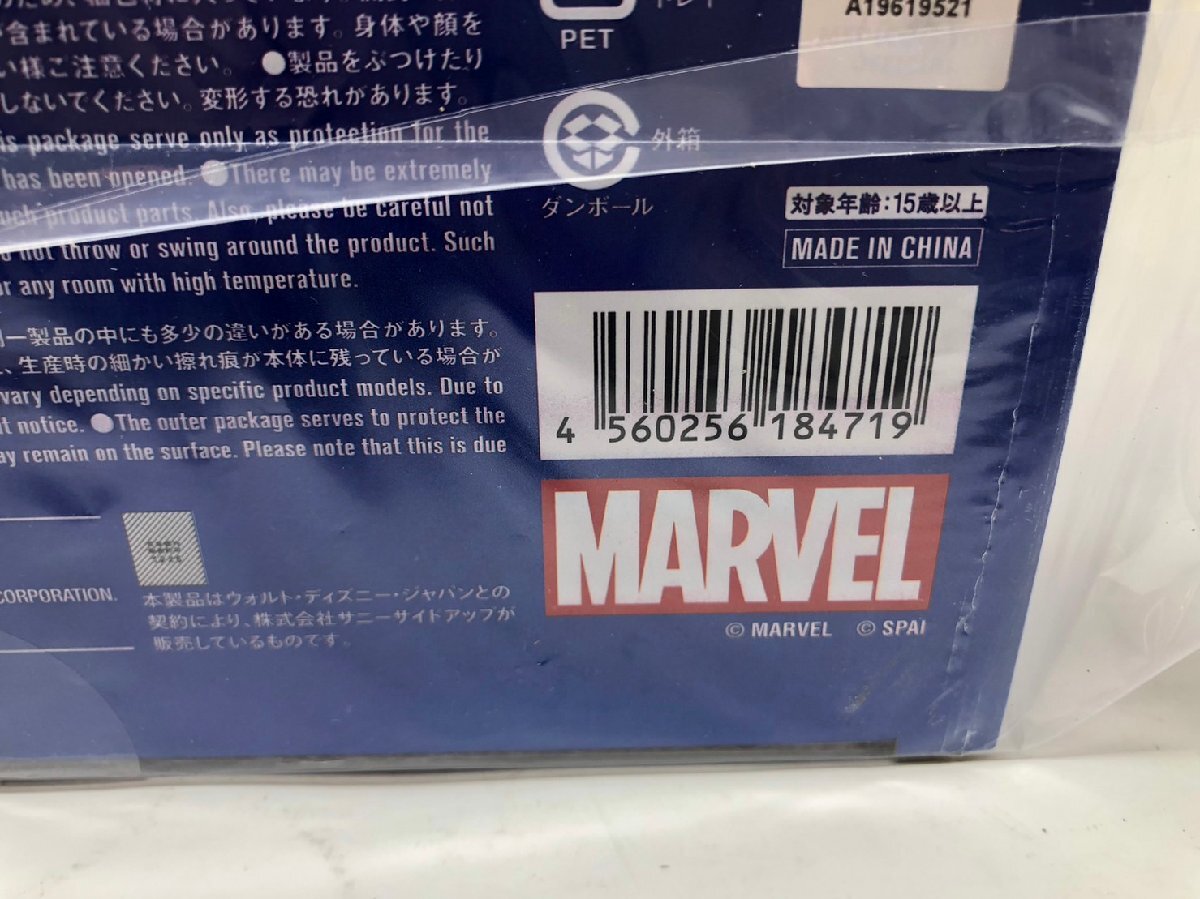 A19619521
PET
含まれている場合があります。身体や顔を
い様ご注意ください。 ●製品をぶつけたり
しないでください。変形する恐れがあります。
is package serve only as protection for the
has been opened. ●There may be extremely
such product parts. Also, please be careful not
not throw or swing around the product. Such
or any room with high temperature.
外箱
ダンボール
対象年齢:15歳以上
MADE IN CHINA
一製品の中にも多少の違いがある場合があります。
、生産時の細かい擦れ痕が本体に残っている場合が
vary depending on specific product models. Due to
t notice. ●The outer package serves to protect the
ay remain on the surface. Please note that this is due
4 560256 184719
MARVEL
© MARVEL © SPAI
CORPORATION.
本製品はウォルト・ディズニー・ジャパンとの
契約により、株式会社サニーサイドアップが
販売しているものです。